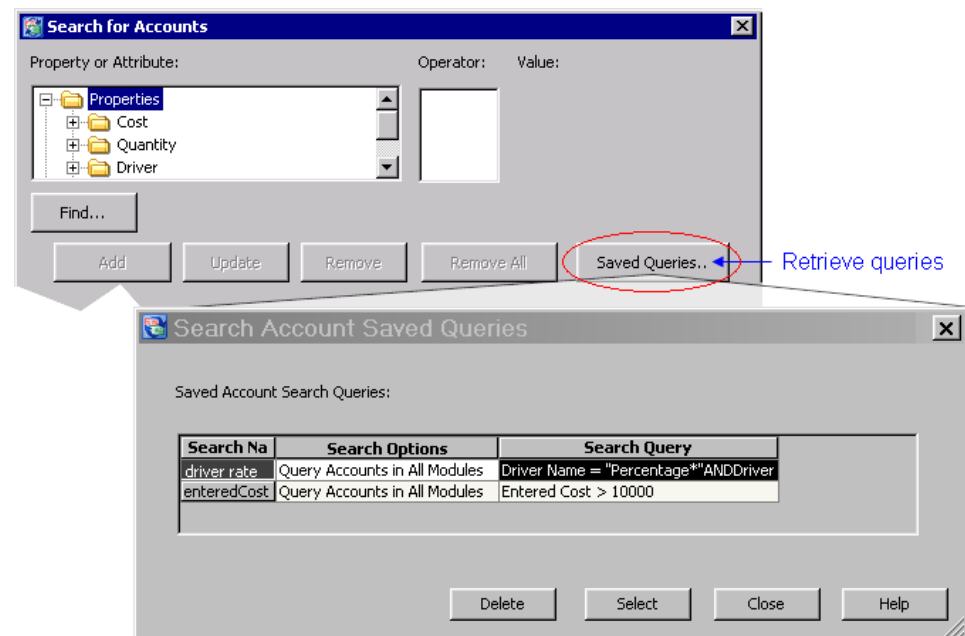 Search for Accounts
Property or Attribute: Operator: Value:
Properties
Cost
Quantity
Driver
Find...
Add Update Remove Remove All Saved Queries.. Retrieve queries
Search Account Saved Queries
Saved Account Search Queries:
Search Na Search Options Search Query
driver rate Query Accounts in All Modules Driver Name = "Percentage*"ANDDriver
enteredCost Query Accounts in All Modules Entered Cost > 10000
Delete Select Close Help